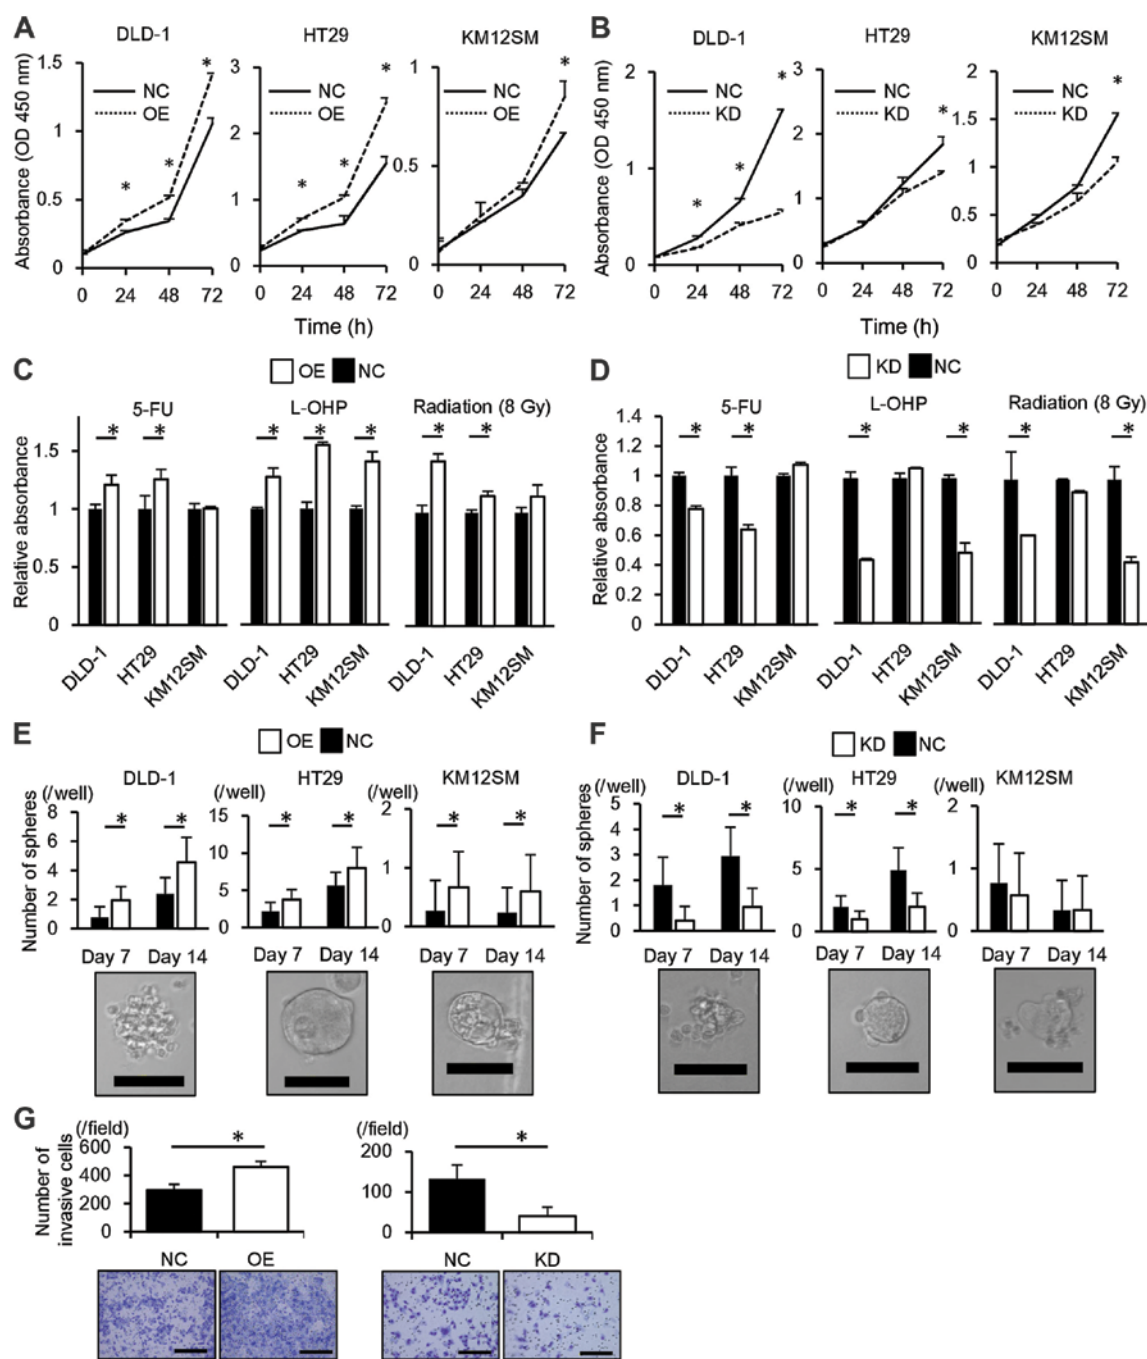 A
DLD-1
HT29
KM12SM
Absorbance (OD 450 nm)
1.5
1
0.5
0
NC
OE
*
*
*
0 24 48 72
3
2
1
0
NC
OE
*
*
*
0 24 48 72
1
0.5
0
NC
OE
*
0 24 48 72
Time (h)
B
DLD-1
HT29
KM12SM
Absorbance (OD 450 nm)
2
1
0
NC
KD
*
*
*
0 24 48 72
3
2
1
0
NC
KD
*
0 24 48 72
2
1.5
1
0.5
0
NC
KD
*
0 24 48 72
Time (h)
C
OE NC
5-FU
L-OHP
Radiation (8 Gy)
Relative absorbance
1.5
1
0.5
0
* *
* * *
* *
DLD-1
HT29
KM12SM
DLD-1
HT29
KM12SM
DLD-1
HT29
KM12SM
D
KD NC
5-FU
L-OHP
Radiation (8 Gy)
Relative absorbance
1.4
1.2
1
0.8
0.6
0.4
0.2
0
* *
* *
* *
DLD-1
HT29
KM12SM
DLD-1
HT29
KM12SM
DLD-1
HT29
KM12SM
E
OE NC
DLD-1
HT29
KM12SM
Number of spheres
(/well)
8
6
4
2
0
* *
Day 7 Day 14
(/well)
15
10
5
0
* *
Day 7 Day 14
(/well)
2
1
0
* *
Day 7 Day 14
F
KD NC
DLD-1
HT29
KM12SM
Number of spheres
(/well)
5
4
3
2
1
0
* *
Day 7 Day 14
(/well)
10
5
0
* *
Day 7 Day 14
(/well)
2
1
0
Day 7 Day 14
G
Number of
invasive cells
(/field)
600
400
200
0
*
NC OE
(/field)
200
100
0
*
NC KD